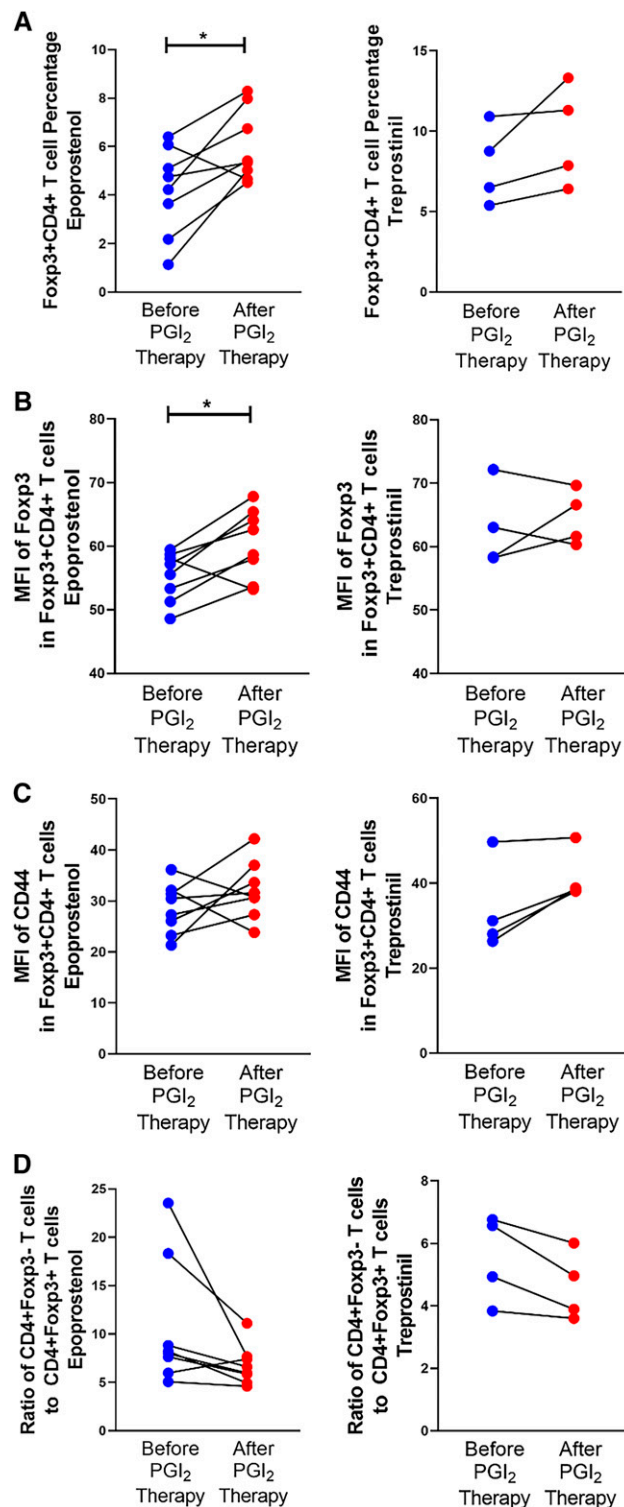 A
Foxp3+CD4+ T cell Percentage
Epoprostenol
10
8
6
4
2
0
*
Before
PGI₂
Therapy
After
PGI₂
Therapy
Foxp3+CD4+ T cell Percentage
Treprostinil
15
10
5
0
Before
PGI₂
Therapy
After
PGI₂
Therapy
B
MFI of Foxp3
in Foxp3+CD4+ T cells
Epoprostenol
80
70
60
50
40
*
Before
PGI₂
Therapy
After
PGI₂
Therapy
MFI of Foxp3
in Foxp3+CD4+ T cells
Treprostinil
80
70
60
50
40
Before
PGI₂
Therapy
After
PGI₂
Therapy
C
MFI of CD44
in Foxp3+CD4+ T cells
Epoprostenol
50
40
30
20
10
0
Before
PGI₂
Therapy
After
PGI₂
Therapy
MFI of CD44
in Foxp3+CD4+ T cells
Treprostinil
60
40
20
0
Before
PGI₂
Therapy
After
PGI₂
Therapy
D
Ratio of CD4+Foxp3- T cells
to CD4+Foxp3+ T cells
Epoprostenol
25
20
15
10
5
0
Before
PGI₂
Therapy
After
PGI₂
Therapy
Ratio of CD4+Foxp3- T cells
to CD4+Foxp3+ T cells
Treprostinil
8
6
4
2
0
Before
PGI₂
Therapy
After
PGI₂
Therapy